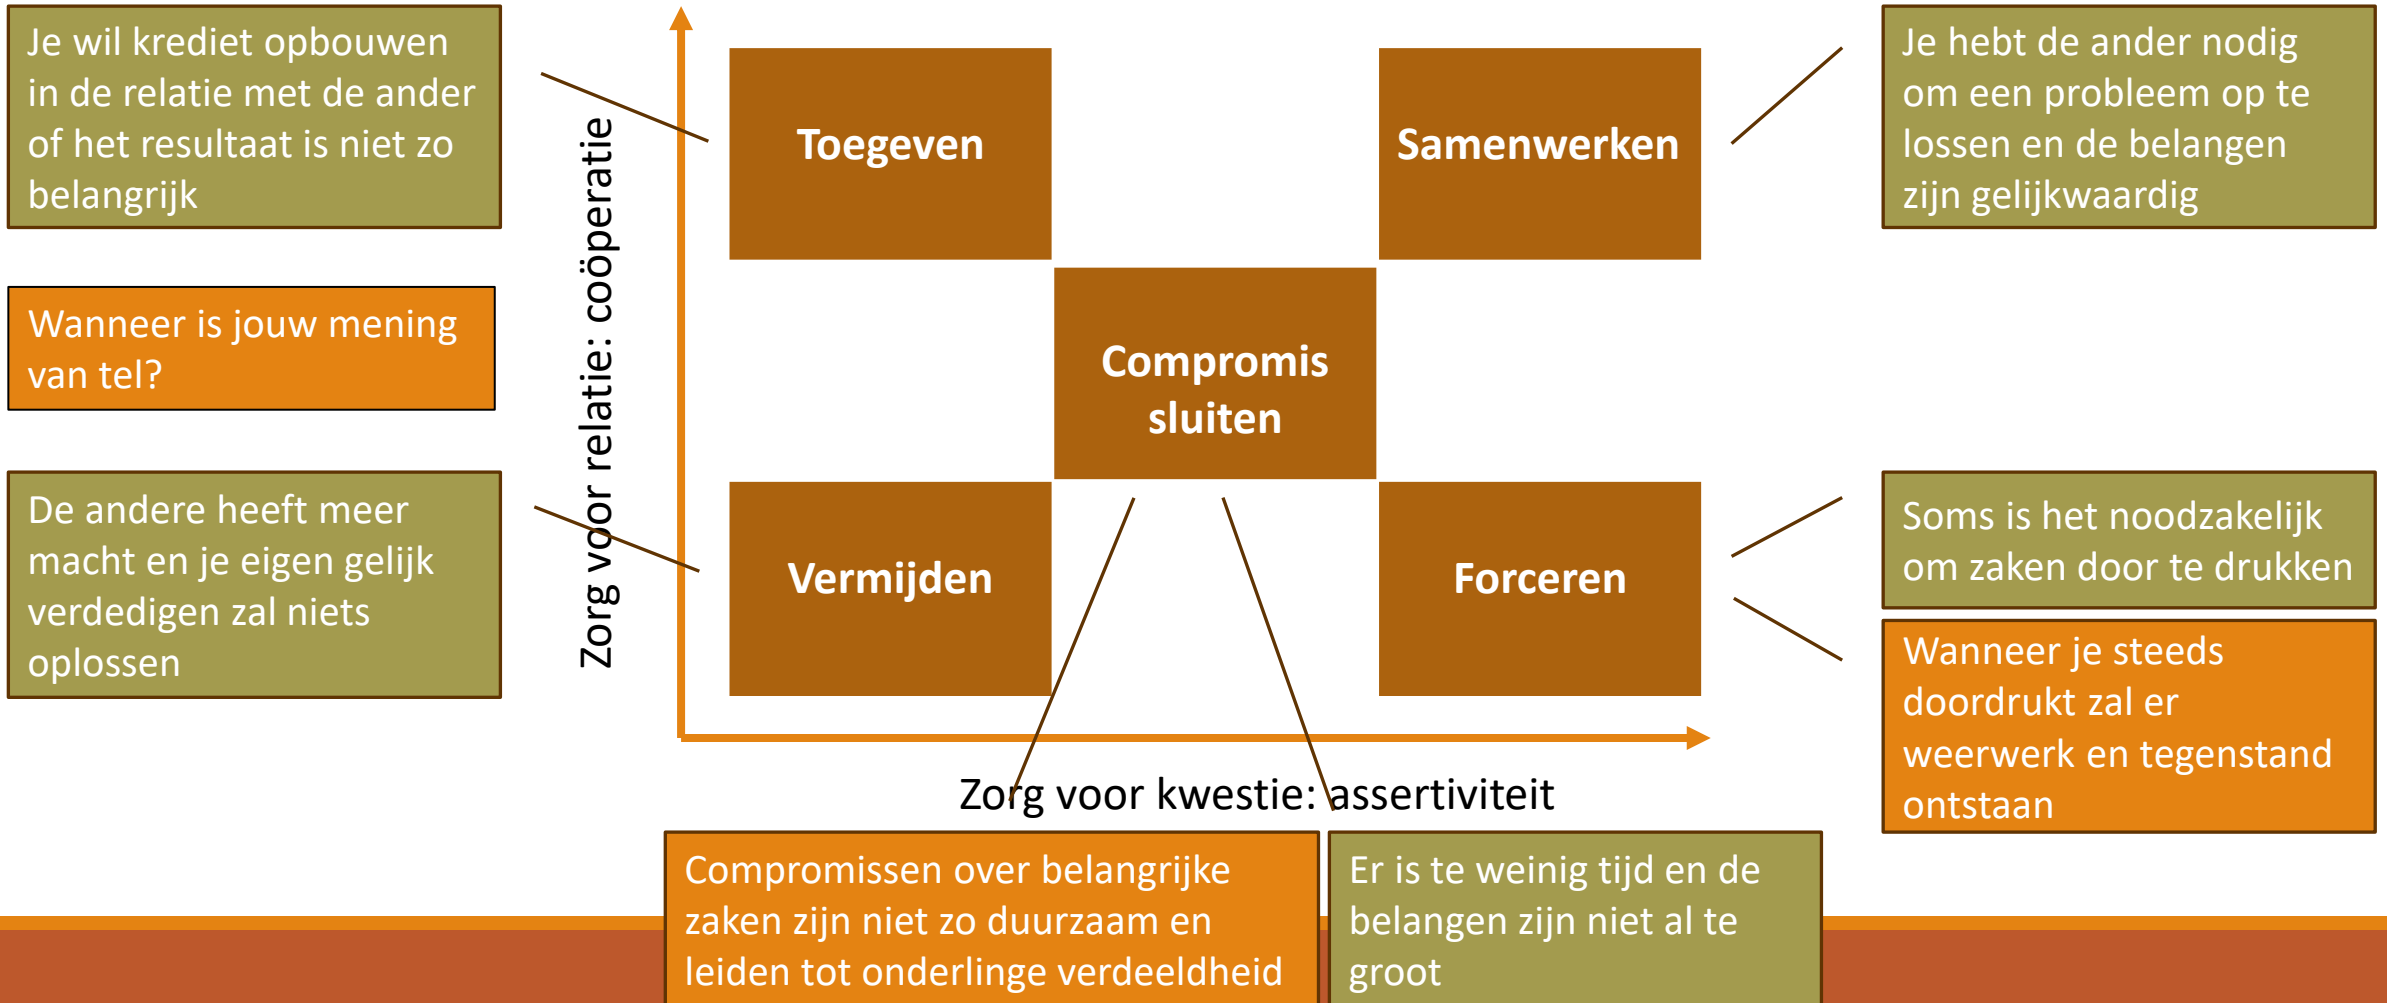 Je wil krediet opbouwen
in de relatie met de ander
of het resultaat is niet zo
belangrijk
Wanneer is jouw mening
van tel?
De andere heeft meer
macht en je eigen gelijk
verdedigen zal niets
oplossen
Zorg voor relatie: coöperatie
Toegeven
Samenwerken
Compromis
sluiten
Vermijden
Forceren
Zorg voor kwestie: assertiviteit
Je hebt de ander nodig
om een probleem op te
lossen en de belangen
zijn gelijkwaardig
Soms is het noodzakelijk
om zaken door te drukken
Wanneer je steeds
doordrukt zal er
weerwerk en tegenstand
ontstaan
Compromissen over belangrijke
zaken zijn niet zo duurzaam en
leiden tot onderlinge verdeeldheid
Er is te weinig tijd en de
belangen zijn niet al te
groot